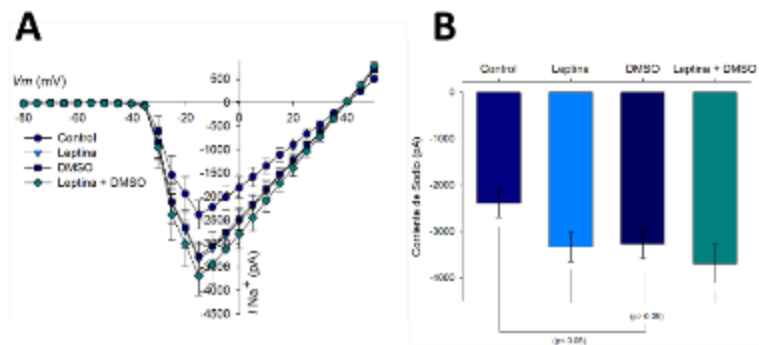 A
B
Vm (mV)
Control
Leptina
DMSO
Leptina + DMSO
500
0
-500
-1000
-1500
-2000
-2500
-3000
-3500
-4000
-4500
-80
-60
-40
-20
0
20
40
I Na+ (pA)
Control Leptina DMSO Leptina + DMSO
0
-1000
-2000
-3000
-4000
Corriente de Sodio (pA)